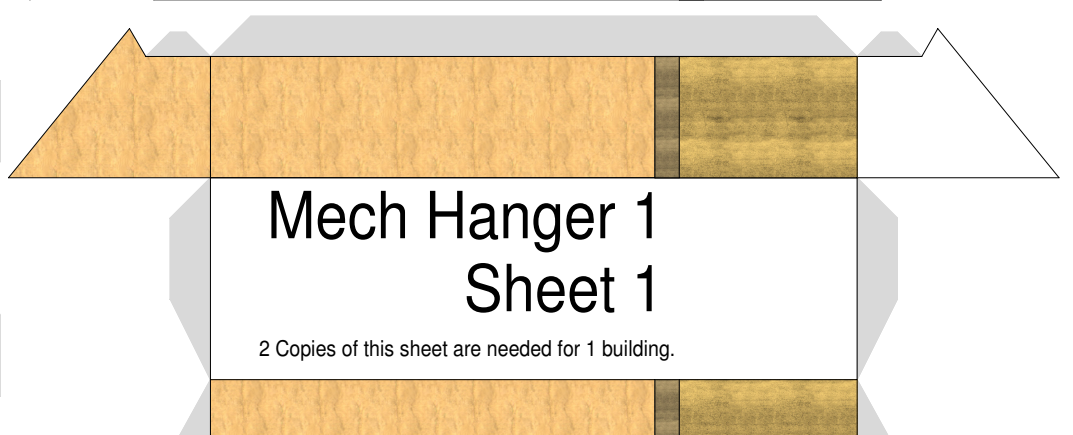 Mech Hanger 1
Sheet 1
2 Copies of this sheet are needed for 1 building.